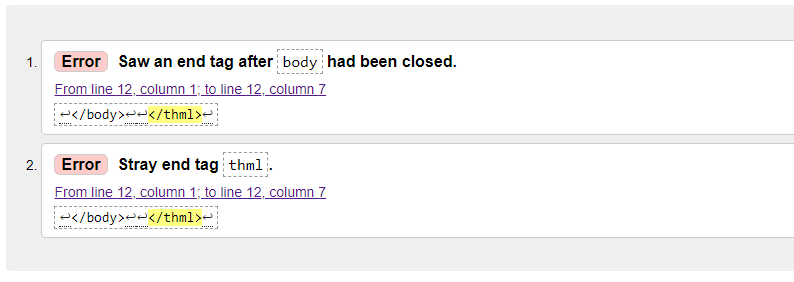 1. Error Saw an end tag after body had been closed.
From line 12, column 1; to line 12, column 7
↩</body>↩↩</thml>↩
2. Error Stray end tag thml.
From line 12, column 1; to line 12, column 7
↩</body>↩↩</thml>↩